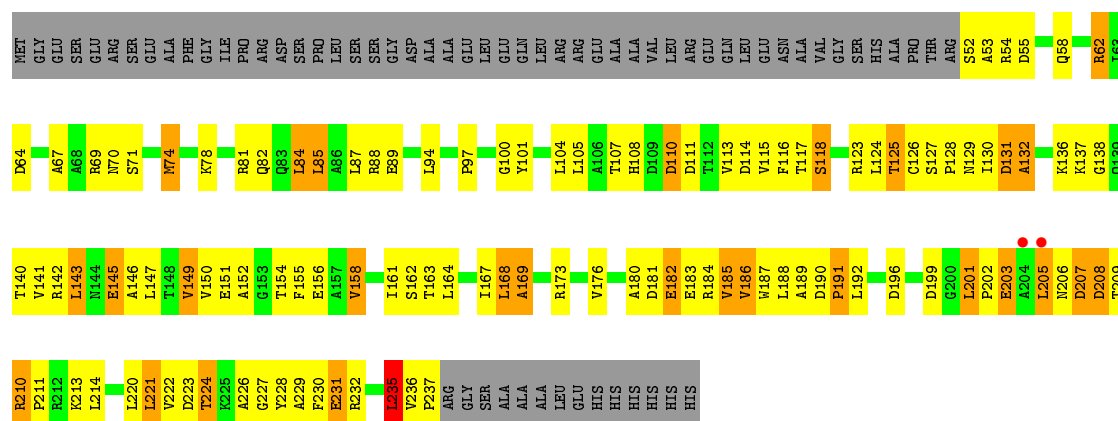 MET GLY GLU SER GLU ARG SER GLU ALA PHE GLY ILE PRO ARG ASP SER PRO LEU SER SER GLY ASP ALA ALA GLU LEU GLU GLN LEU ARG ARG GLU ALA ALA VAL LEU ARG GLU GLN LEU GLU ASN ALA VAL GLY SER HIS ALA PRO THR ARG S52 A53 R54 D55 Q58 R62 I63
D64 A67 A68 R69 N70 S71 M74 K78 R81 Q82 Q83 L84 L85 A86 L87 R88 E89 L94 P97 G100 Y101 L104 L105 A106 T107 H108 D109 D110 D111 T112 V113 D114 V115 F116 T117 S118 R123 L124 T125 C126 S127 P128 N129 I130 D131 A132 K136 K137 G138 Q139
T140 V141 R142 L143 N144 E145 A146 L147 T148 V149 V150 E151 A152 G153 T154 F155 E156 A157 V158 I161 S162 T163 L164 I167 L168 A169 R173 V176 A180 D181 E182 E183 R184 V185 V186 W187 L188 A189 D190 P191 L192 D196 D199 G200 L201 P202 E203 A204 L205 N206 D207 D208 T209
R210 P211 R212 K213 L214 L220 L221 V222 D223 T224 K225 A226 G227 Y228 A229 F230 E231 R232 L235 V236 P237 ARG GLY SER ALA ALA ALA LEU GLU HIS HIS HIS HIS HIS HIS